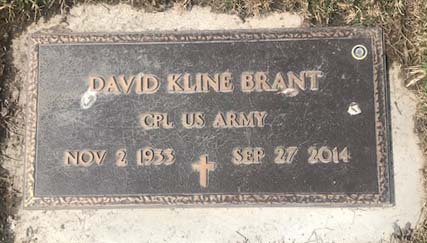 DAVID KLINE BRANT
CPL US ARMY
NOV 2 1933 SEP 27 2014